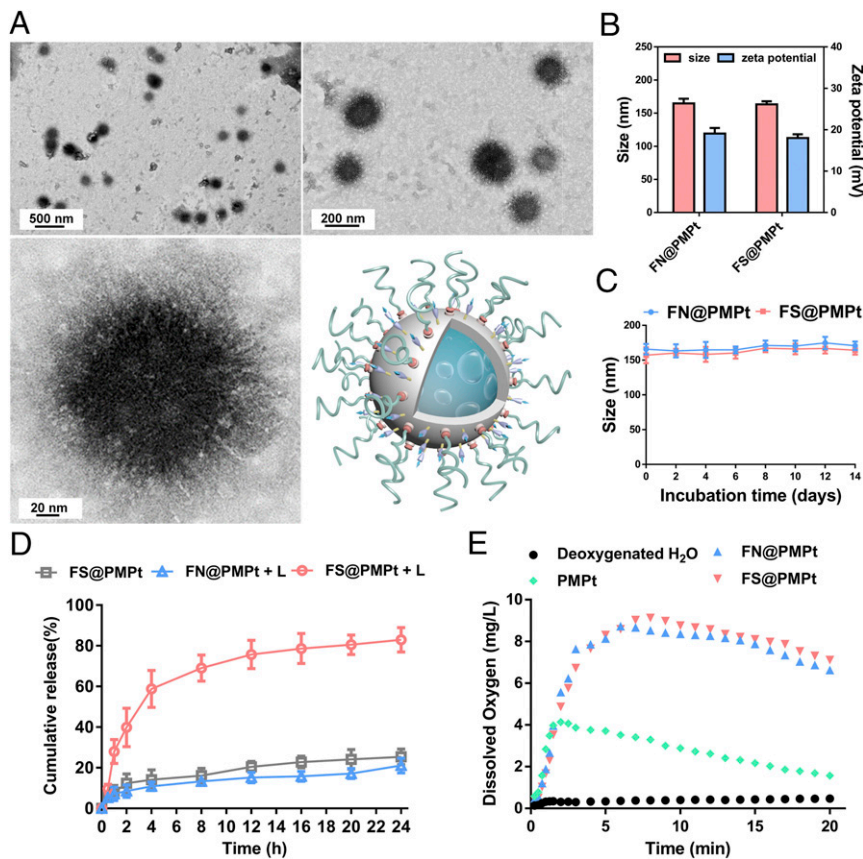 A
500 nm
200 nm
20 nm
B
size
zeta potential
250
200
150
100
50
0
Size (nm)
40
30
20
10
0
Zeta potential (mV)
FN@PMPt
FS@PMPt
C
FN@PMPt
FS@PMPt
200
150
100
50
0
Size (nm)
0 2 4 6 8 10 12 14
Incubation time (days)
D
FS@PMPt
FN@PMPt + L
FS@PMPt + L
100
80
60
40
20
0
Cumulative release(%)
0 2 4 8 12 16 20 24
Time (h)
E
Deoxygenated H₂O
FN@PMPt
PMPt
FS@PMPt
10
8
6
4
2
0
Dissolved Oxygen (mg/L)
0 5 10 15 20
Time (min)